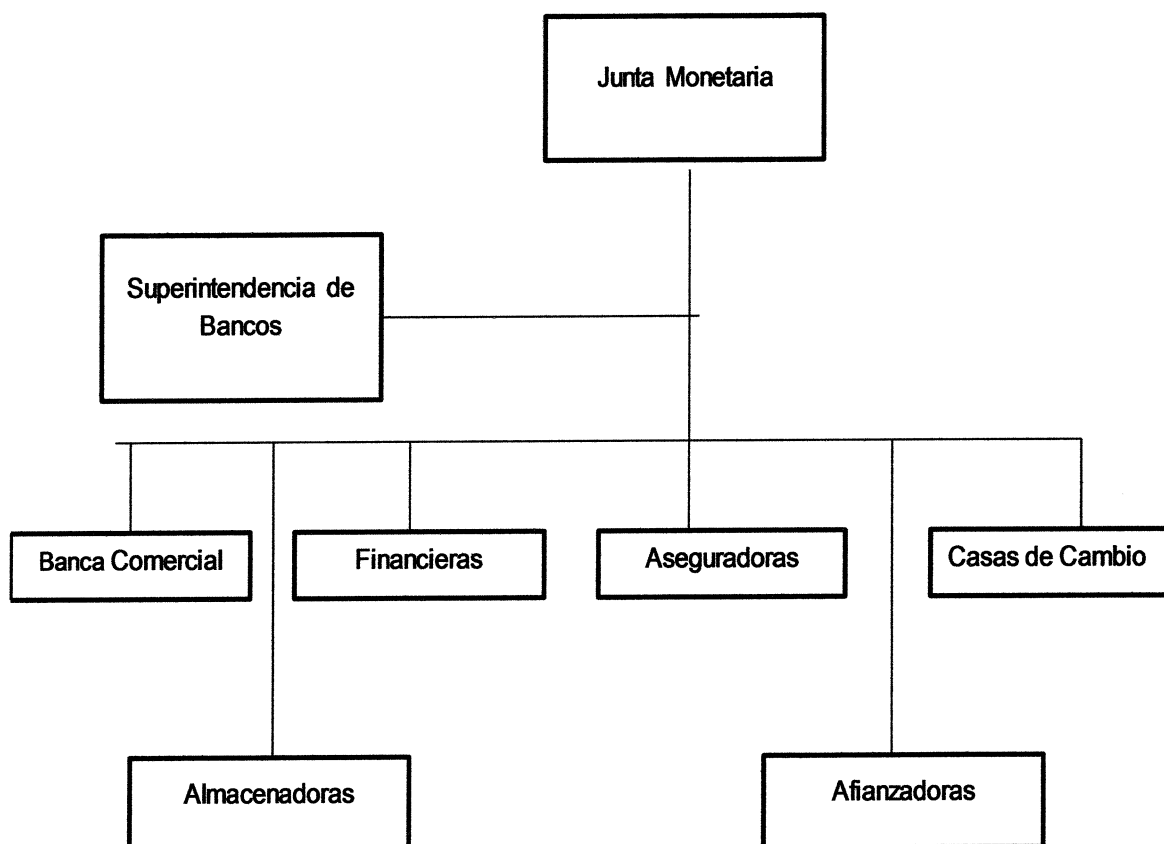 Junta Monetaria
Superintendencia de
Bancos
Banca Comercial
Financieras
Aseguradoras
Casas de Cambio
Almacenadoras
Afianzadoras